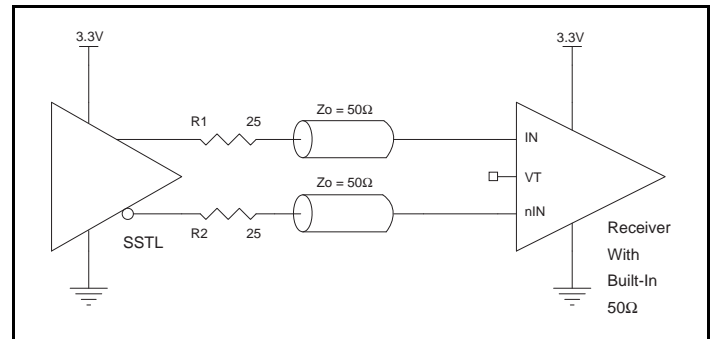 3.3V
3.3V
R1 25
Zo = 50Ω
IN
VT
Zo = 50Ω
nIN
SSTL
R2 25
Receiver
With
Built-In
50Ω